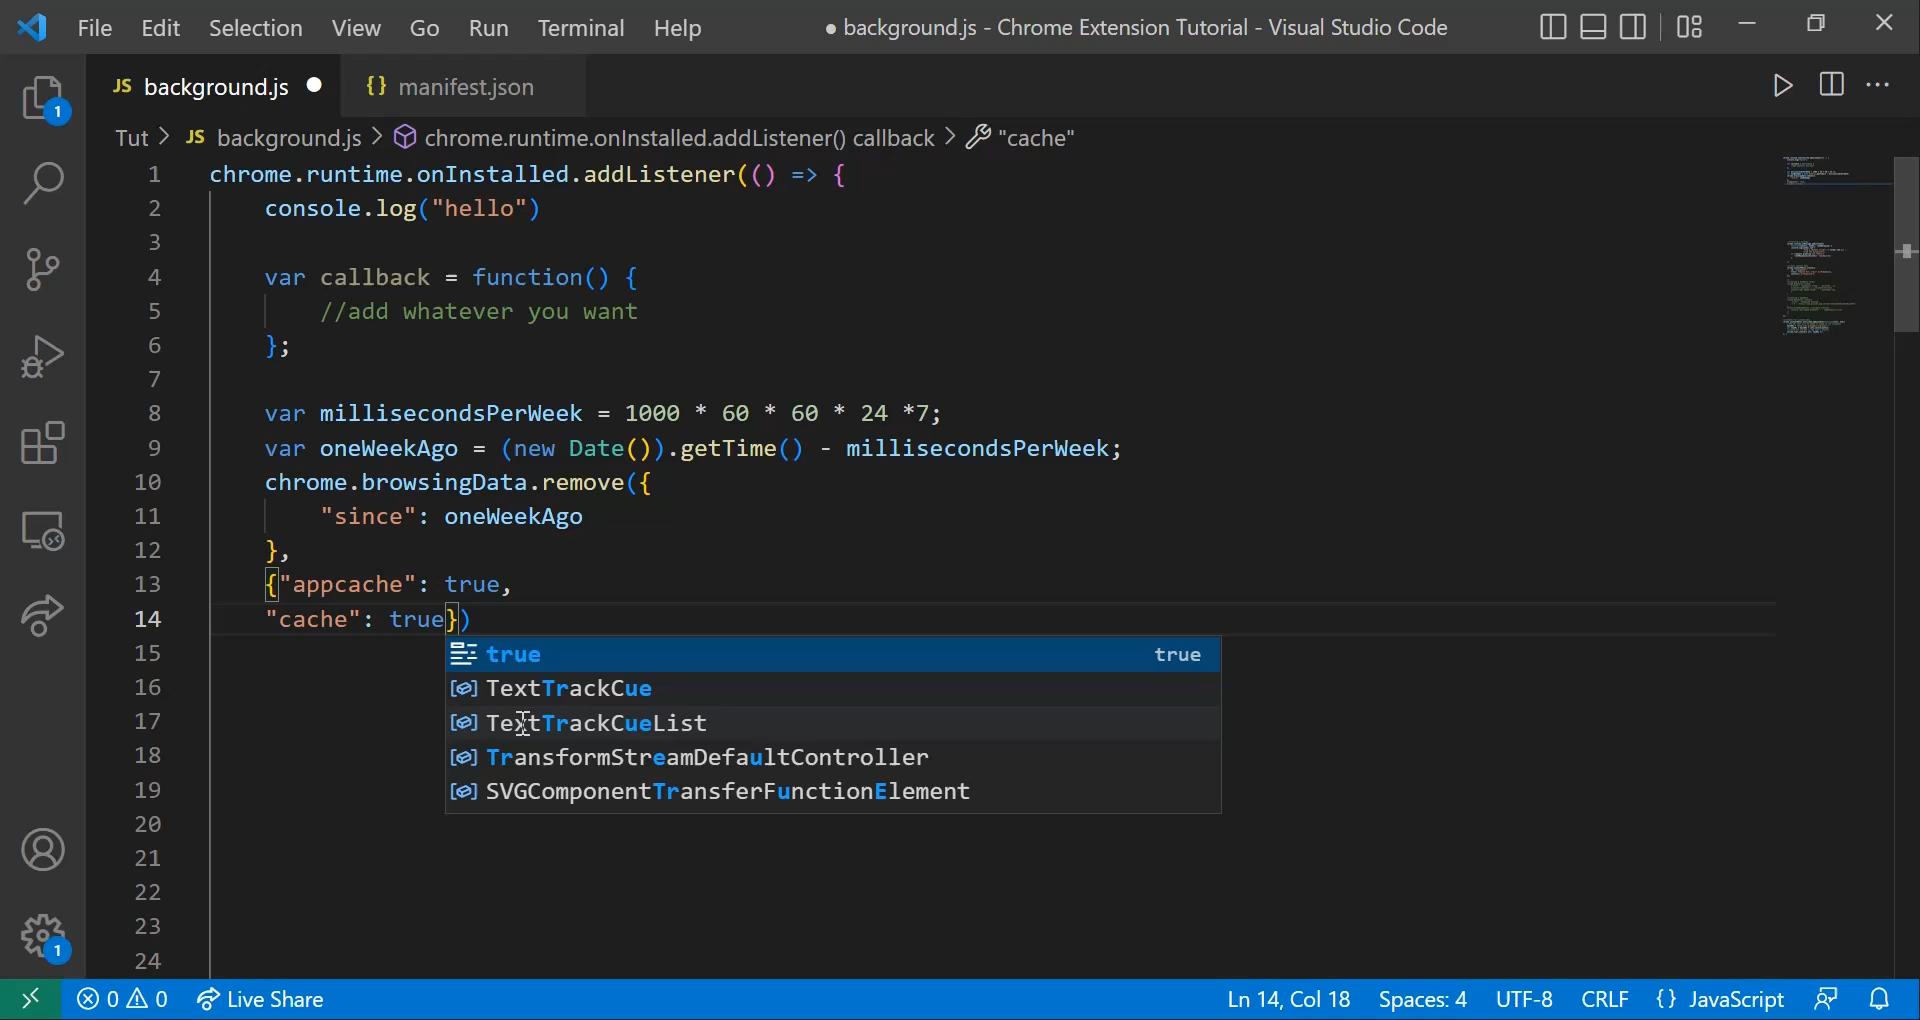 File Edit Selection View Go Run Terminal Help ● background.js - Chrome Extension Tutorial - Visual Studio Code
JS background.js ● {} manifest.json
Tut > JS background.js > chrome.runtime.onInstalled.addListener() callback > "cache"
1 chrome.runtime.onInstalled.addListener(() => {
2 console.log("hello")
3
4 var callback = function() {
5 //add whatever you want
6 };
7
8 var millisecondsPerWeek = 1000 * 60 * 60 * 24 *7;
9 var oneWeekAgo = (new Date()).getTime() - millisecondsPerWeek;
10 chrome.browsingData.remove({
11 "since": oneWeekAgo
12 },
13 {"appcache": true,
14 "cache": true})
15 true true
16 TextTrackCue
17 TextTrackCueList
18 TransformStreamDefaultController
19 SVGComponentTransferFunctionElement
20
21
22
23
24
1
1
0 0 Live Share Ln 14, Col 18 Spaces: 4 UTF-8 CRLF {} JavaScript